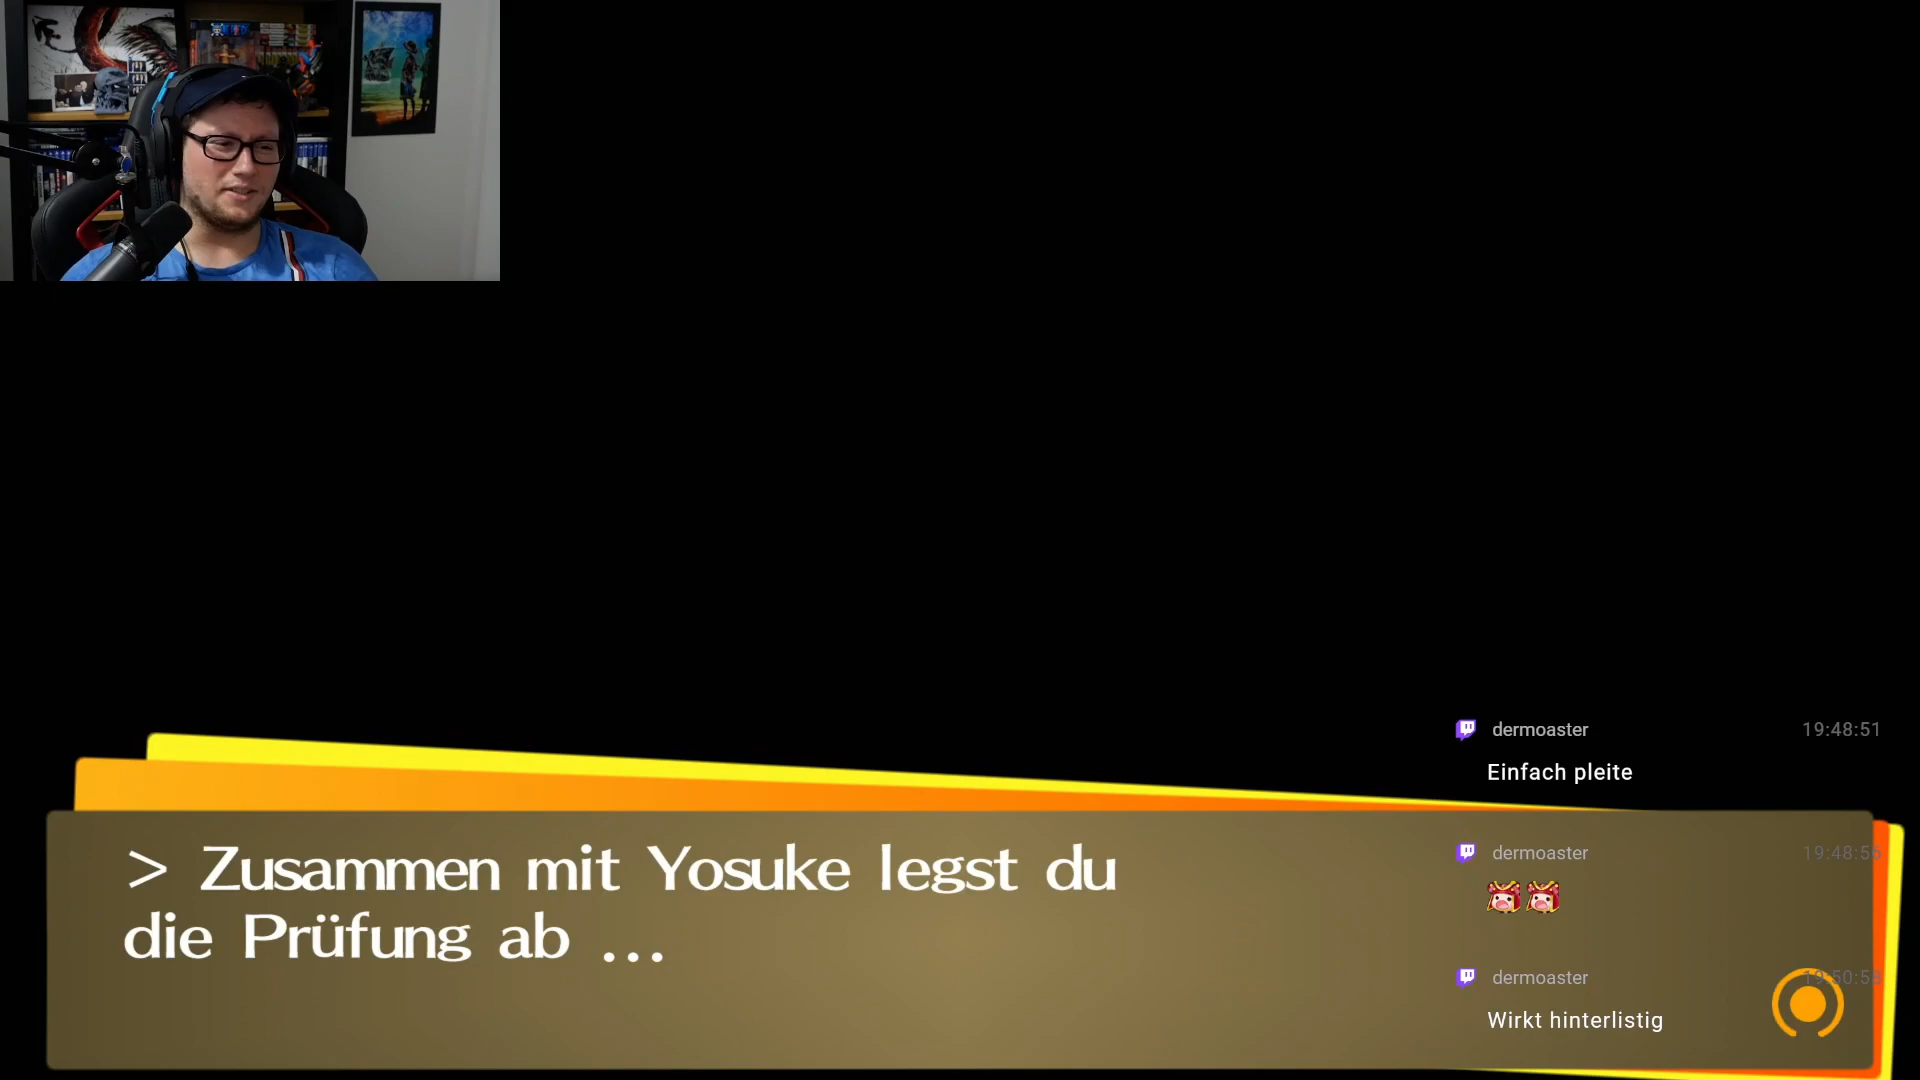 dermoaster 19:48:51
Einfach pleite
> Zusammen mit Yosuke legst du
die Prüfung ab ...
dermoaster
dermoaster
Wirkt hinterlistig